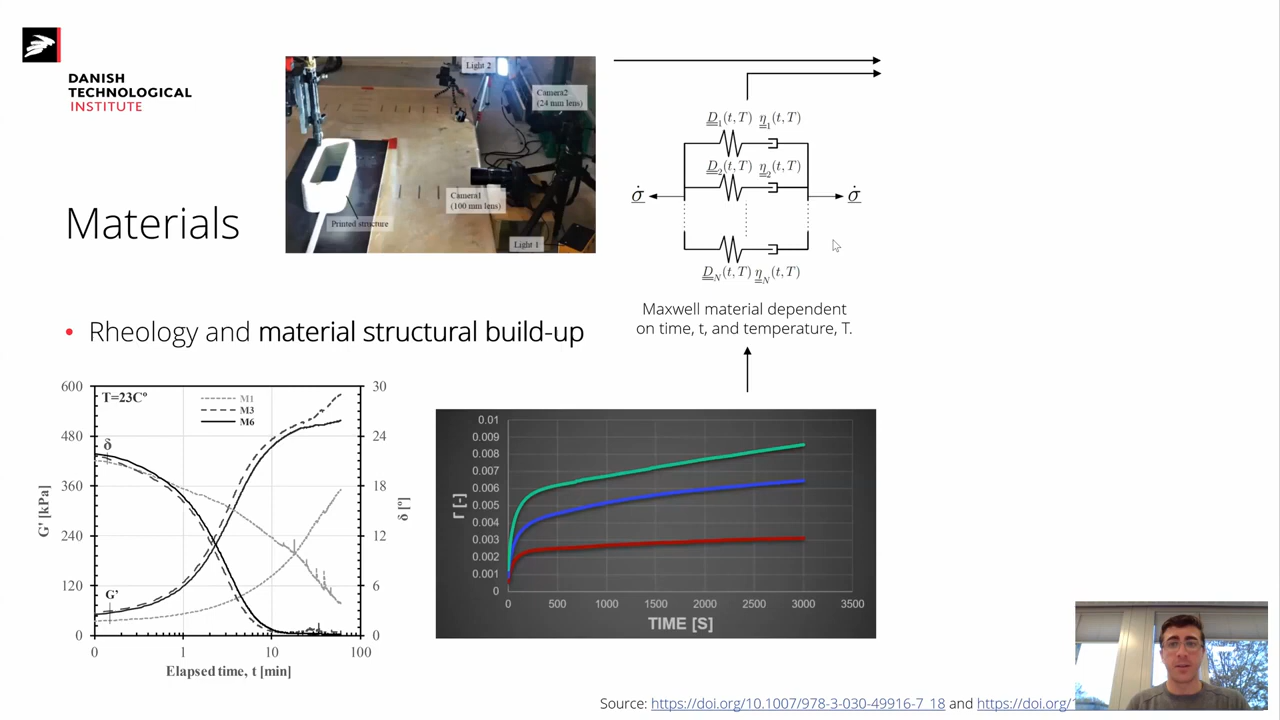 DANISH
TECHNOLOGICAL
INSTITUTE
Materials
Light 2
Camera2
(24 mm lens)
Camera1
(100 mm lens)
Printed structure
Light 1
D₁(t,T) η₁(t,T)
D₂(t,T) η₂(t,T)
σ̇ σ̇
D_N(t,T) η_N(t,T)
Maxwell material dependent
on time, t, and temperature, T.
• Rheology and material structural build-up
T=23Cº
M1
M3
M6
δ
G'
G' [kPa]
600
480
360
240
120
0
30
24
18
12
6
0
δ [º]
0 1 10 100
Elapsed time, t [min]
Γ [-]
0.01
0.009
0.008
0.007
0.006
0.005
0.004
0.003
0.002
0.001
0
0 500 1000 1500 2000 2500 3000 3500
TIME [S]
Source: https://doi.org/10.1007/978-3-030-49916-7_18 and https://doi.org/